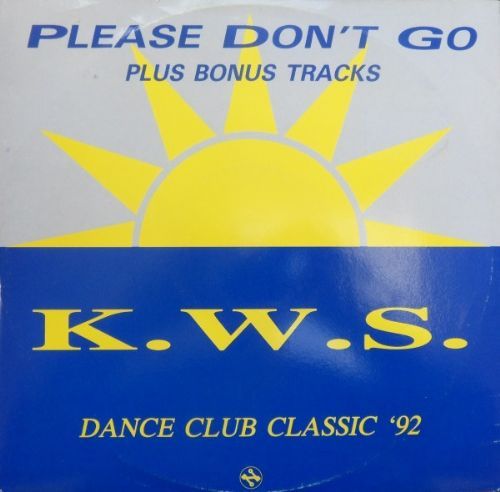 PLEASE DON'T GO
PLUS BONUS TRACKS
K.W.S.
DANCE CLUB CLASSIC ‘92